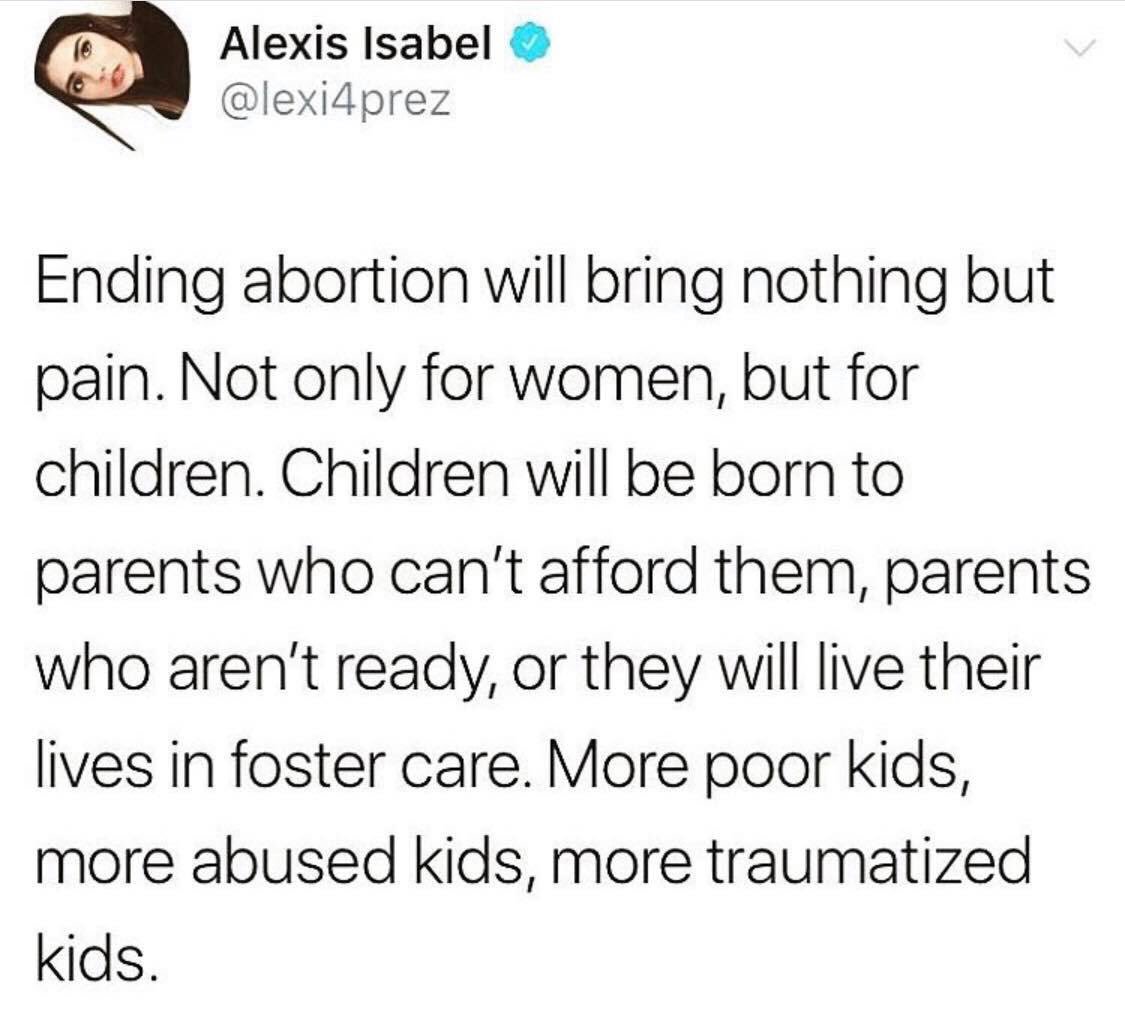 Alexis Isabel
@lexi4prez
Ending abortion will bring nothing but
pain. Not only for women, but for
children. Children will be born to
parents who can't afford them, parents
who aren't ready, or they will live their
lives in foster care. More poor kids,
more abused kids, more traumatized
kids.